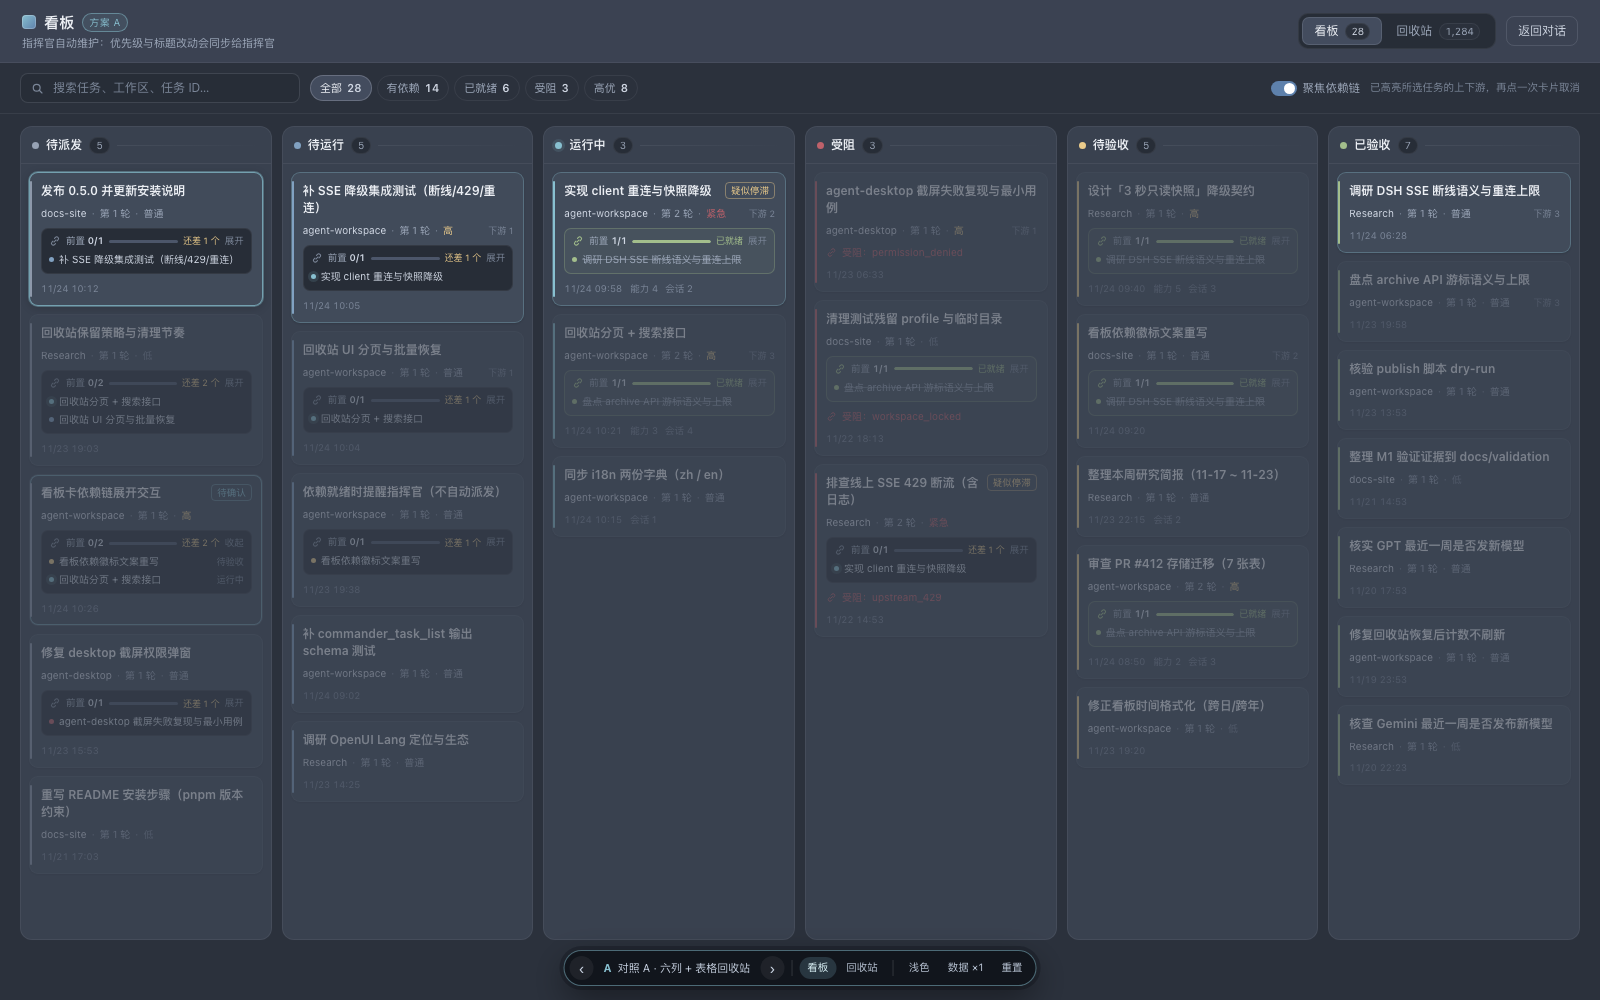 看板 方案 A
指挥官自动维护：优先级与标题改动会同步给指挥官
看板 28 回收站 1,284 返回对话
搜索任务、工作区、任务 ID...
全部 28 有依赖 14 已就绪 6 受阻 3 高优 8
聚焦依赖链 已高亮所选任务的上下游，再点一次卡片取消
待派发 5
发布 0.5.0 并更新安装说明
docs-site · 第 1 轮 · 普通
前置 0/1 还差 1 个 展开
补 SSE 降级集成测试（断线/429/重连）
11/24 10:12
回收站保留策略与清理节奏
Research · 第 1 轮 · 低
前置 0/2 还差 2 个 展开
回收站分页 + 搜索接口
回收站 UI 分页与批量恢复
11/23 19:03
看板卡依赖链展开交互 待确认
agent-workspace · 第 1 轮 · 高
前置 0/2 还差 2 个 收起
看板依赖徽标文案重写 待验收
回收站分页 + 搜索接口 运行中
11/24 10:26
修复 desktop 截屏权限弹窗
agent-desktop · 第 1 轮 · 普通
前置 0/1 还差 1 个 展开
agent-desktop 截屏失败复现与最小用例
11/23 15:53
重写 README 安装步骤（pnpm 版本
约束）
docs-site · 第 1 轮 · 低
11/21 17:03
待运行 5
补 SSE 降级集成测试（断线/429/重
连）
agent-workspace · 第 1 轮 · 高 下游 1
前置 0/1 还差 1 个 展开
实现 client 重连与快照降级
11/24 10:05
回收站 UI 分页与批量恢复
agent-workspace · 第 1 轮 · 普通 下游 1
前置 0/1 还差 1 个 展开
回收站分页 + 搜索接口
11/24 10:04
依赖就绪时提醒指挥官（不自动派发）
agent-workspace · 第 1 轮 · 普通
前置 0/1 还差 1 个 展开
看板依赖徽标文案重写
11/23 19:38
补 commander_task_list 输出
schema 测试
agent-workspace · 第 1 轮 · 普通
11/24 09:02
调研 OpenUI Lang 定位与生态
Research · 第 1 轮 · 普通
11/23 14:25
运行中 3
实现 client 重连与快照降级 疑似停滞
agent-workspace · 第 2 轮 · 紧急 下游 2
前置 1/1 已就绪 展开
调研 DSH SSE 断线语义与重连上限
11/24 09:58 能力 4 会话 2
回收站分页 + 搜索接口
agent-workspace · 第 2 轮 · 高 下游 3
前置 1/1 已就绪 展开
盘点 archive API 游标语义与上限
11/24 10:21 能力 3 会话 4
同步 i18n 两份字典（zh / en）
agent-workspace · 第 1 轮 · 普通
11/24 10:15 会话 1
受阻 3
agent-desktop 截屏失败复现与最小用
例
agent-desktop · 第 1 轮 · 高 下游 1
受阻：permission_denied
11/23 06:33
清理测试残留 profile 与临时目录
docs-site · 第 1 轮 · 低
前置 1/1 已就绪 展开
盘点 archive API 游标语义与上限
受阻：workspace_locked
11/22 18:13
排查线上 SSE 429 断流（含 疑似停滞
日志）
Research · 第 2 轮 · 紧急
前置 0/1 还差 1 个 展开
实现 client 重连与快照降级
受阻：upstream_429
11/22 14:53
待验收 5
设计「3 秒只读快照」降级契约
Research · 第 1 轮 · 高
前置 1/1 已就绪 展开
调研 DSH SSE 断线语义与重连上限
11/24 09:40 能力 5 会话 3
看板依赖徽标文案重写
docs-site · 第 1 轮 · 普通 下游 2
前置 1/1 已就绪 展开
调研 DSH SSE 断线语义与重连上限
11/24 09:20
整理本周研究简报（11-17 ~ 11-23）
Research · 第 1 轮 · 普通
11/23 22:15 会话 2
审查 PR #412 存储迁移（7 张表）
agent-workspace · 第 2 轮 · 高
前置 1/1 已就绪 展开
盘点 archive API 游标语义与上限
11/24 08:50 能力 2 会话 3
修正看板时间格式化（跨日/跨年）
agent-workspace · 第 1 轮 · 低
11/23 19:20
已验收 7
调研 DSH SSE 断线语义与重连上限
Research · 第 1 轮 · 普通 下游 3
11/24 06:28
盘点 archive API 游标语义与上限
agent-workspace · 第 1 轮 · 普通 下游 3
11/23 19:58
核验 publish 脚本 dry-run
agent-workspace · 第 1 轮 · 普通
11/23 13:53
整理 M1 验证证据到 docs/validation
docs-site · 第 1 轮 · 低
11/21 14:53
核实 GPT 最近一周是否发新模型
Research · 第 1 轮 · 普通
11/20 17:53
修复回收站恢复后计数不刷新
agent-workspace · 第 1 轮 · 普通
11/19 23:53
核查 Gemini 最近一周是否发布新模型
Research · 第 1 轮 · 低
11/20 22:23
‹ A 对照 A · 六列 + 表格回收站 › 看板 回收站 浅色 数据 ×1 重置